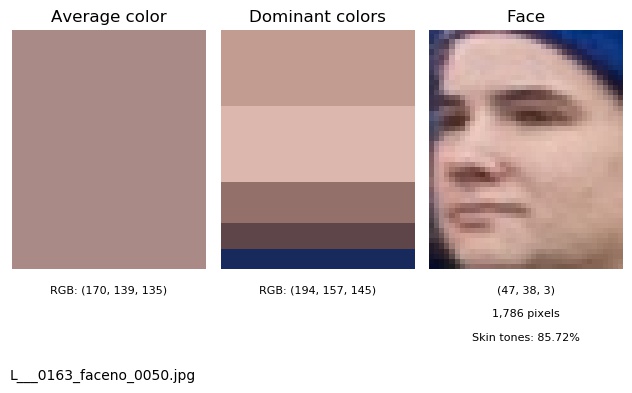 Average color
Dominant colors
Face
RGB: (170, 139, 135)
RGB: (194, 157, 145)
(47, 38, 3)
1,786 pixels
Skin tones: 85.72%
L___0163_faceno_0050.jpg